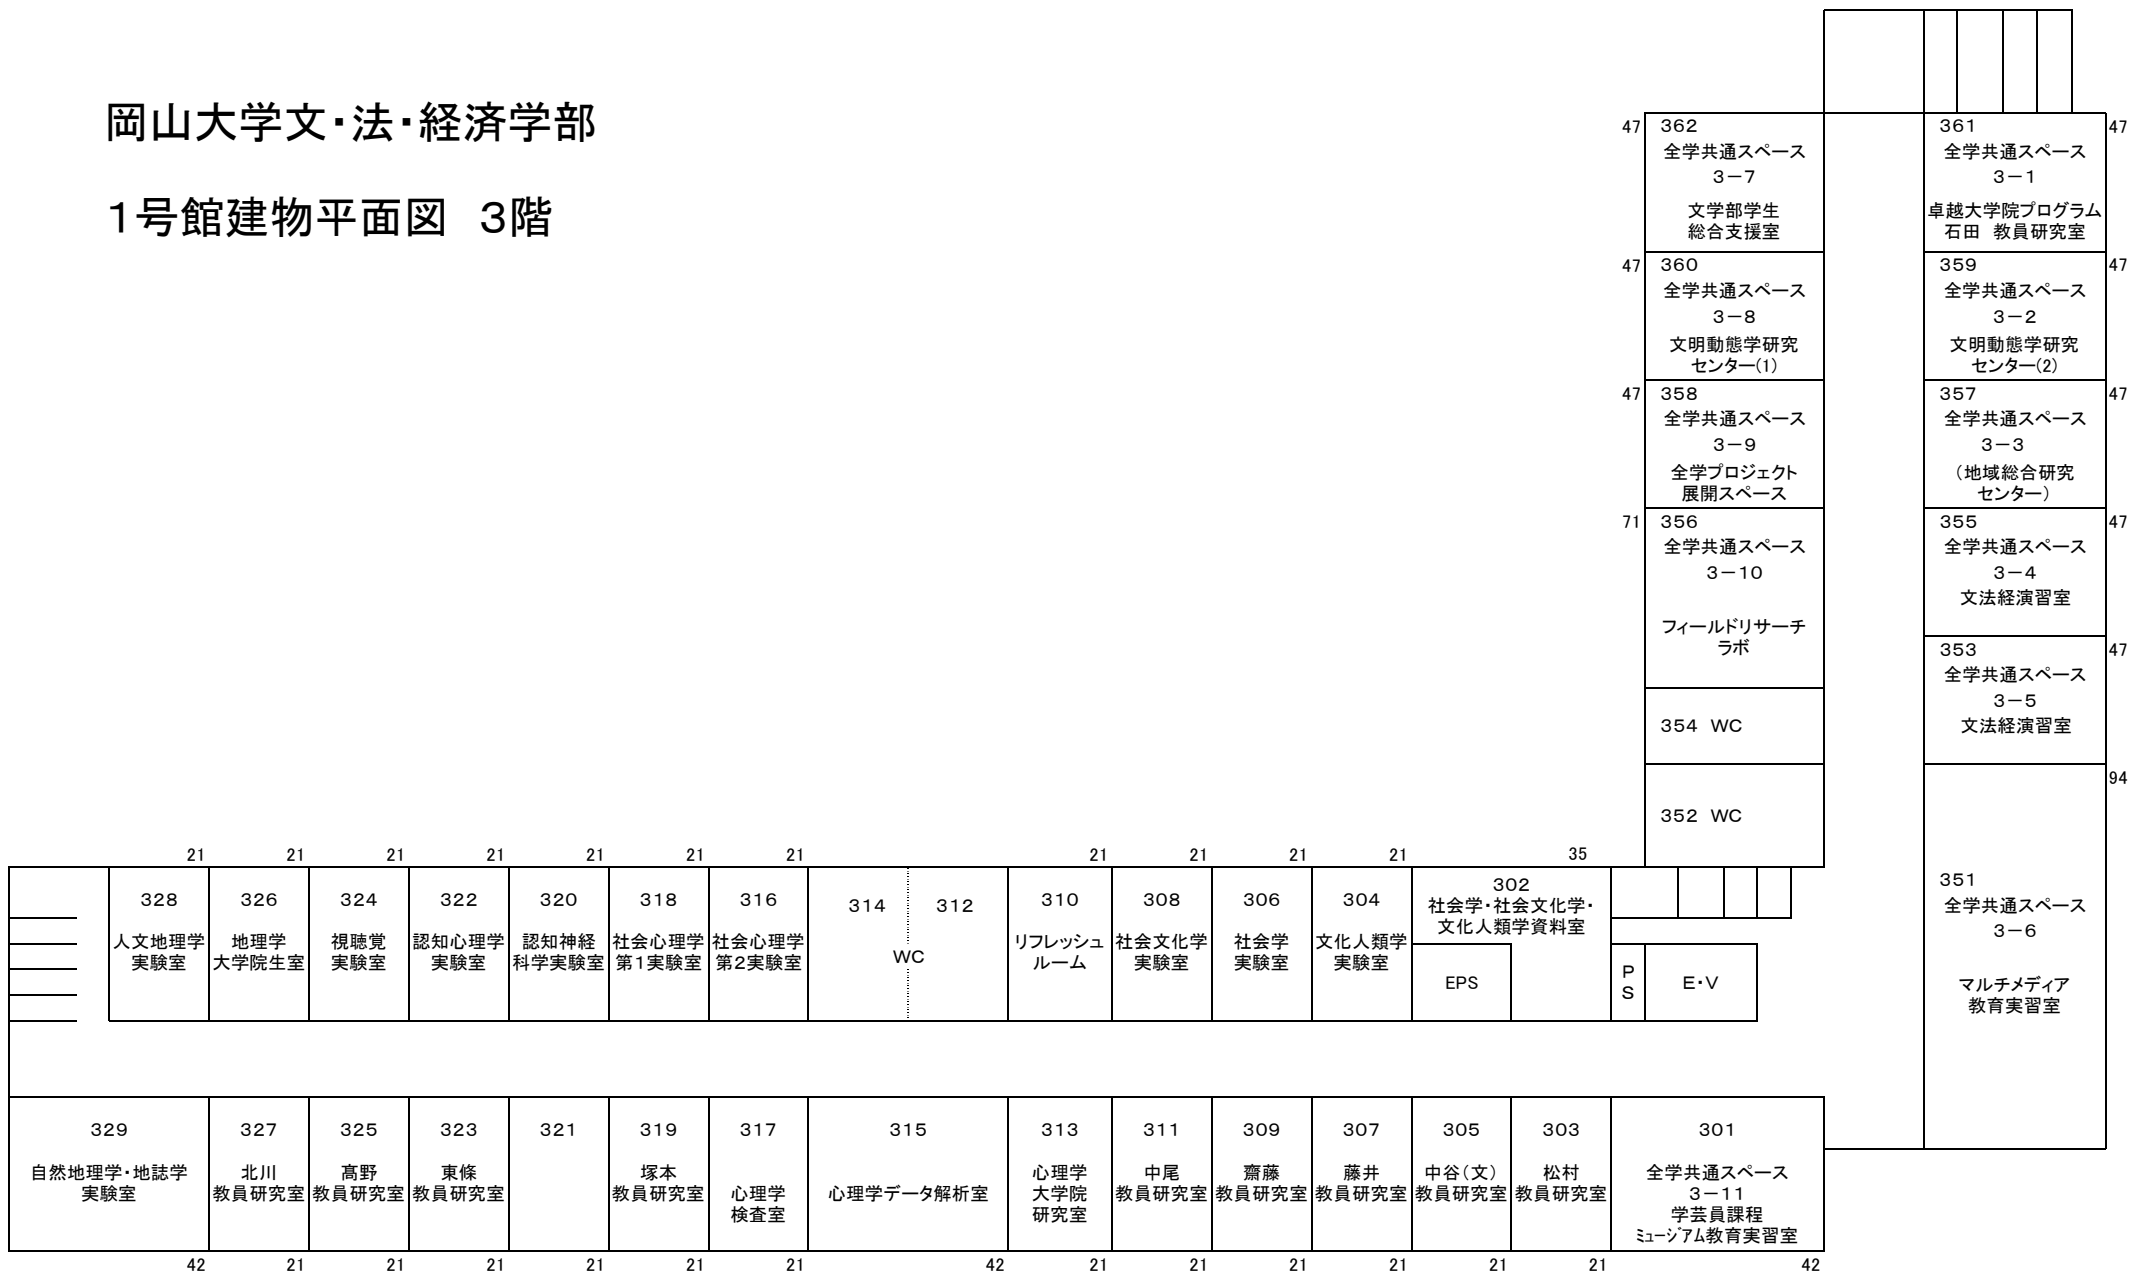 岡山大学文・法・経済学部
１号館建物平面図　３階
47 362
全学共通スペース
３－７
文学部学生
総合支援室
361 47
全学共通スペース
３－１
卓越大学院プログラム
石田　教員研究室
47 360
全学共通スペース
３－８
文明動態学研究
センター(1)
359 47
全学共通スペース
３－２
文明動態学研究
センター(2)
47 358
全学共通スペース
３－９
全学プロジェクト
展開スペース
357 47
全学共通スペース
３－３
（地域総合研究
センター）
71 356
全学共通スペース
３－10
フィールドリサーチ
ラボ
355 47
全学共通スペース
３－４
文法経演習室
353 47
全学共通スペース
３－５
文法経演習室
354 WC
352 WC
94
351
全学共通スペース
３－６
マルチメディア
教育実習室
21 21 21 21 21 21 21 21 21 21 21 35
328
人文地理学
実験室
326
地理学
大学院生室
324
視聴覚
実験室
322
認知心理学
実験室
320
認知神経
科学実験室
318
社会心理学
第１実験室
316
社会心理学
第２実験室
314 312
WC
310
リフレッシュ
ルーム
308
社会文化学
実験室
306
社会学
実験室
304
文化人類学
実験室
302
社会学・社会文化学・
文化人類学資料室
EPS
P
S
E・V
329
自然地理学・地誌学
実験室
327
北川
教員研究室
325
髙野
教員研究室
323
東條
教員研究室
321
319
塚本
教員研究室
317
心理学
検査室
315
心理学データ解析室
313
心理学
大学院
研究室
311
中尾
教員研究室
309
齋藤
教員研究室
307
藤井
教員研究室
305
中谷（文）
教員研究室
303
松村
教員研究室
301
全学共通スペース
３－11
学芸員課程
ﾐｭｰｼﾞｱﾑ教育実習室
42 21 21 21 21 21 21 42 21 21 21 21 21 21 42